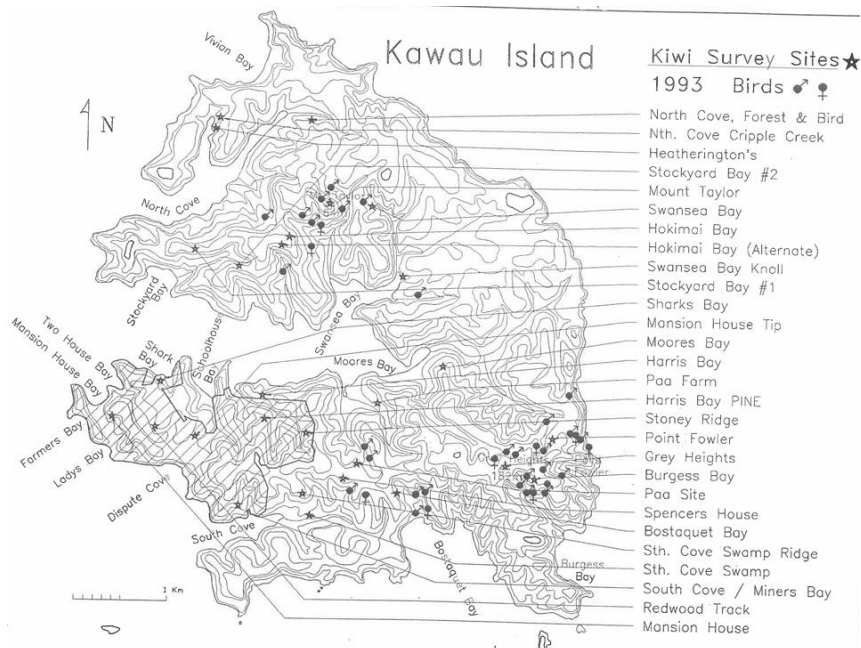 Kawau Island
Kiwi Survey Sites
1993 Birds
N
North Cove, Forest & Bird
Nth. Cove Cripple Creek
Heatherington's
Stockyard Bay #2
Mount Taylor
Swansea Bay
Hokimai Bay
Hokimai Bay (Alternate)
Swansea Bay Knoll
Stockyard Bay #1
Sharks Bay
Mansion House Tip
Moores Bay
Harris Bay
Paa Farm
Harris Bay PINE
Stoney Ridge
Point Fowler
Grey Heights
Burgess Bay
Paa Site
Spencers House
Bostaquet Bay
Sth. Cove Swamp Ridge
Sth. Cove Swamp
South Cove / Miners Bay
Redwood Track
Mansion House
Vivion Bay
North Cove
Stockyard Bay
Schoolhouse Bay
Swansea Bay
Shark Bay
Two House Bay
Mansion House Bay
Moores Bay
Farmers Bay
Ladys Bay
Dispute Cove
South Cove
Bostaquet Bay
Burgess Bay
1 Km